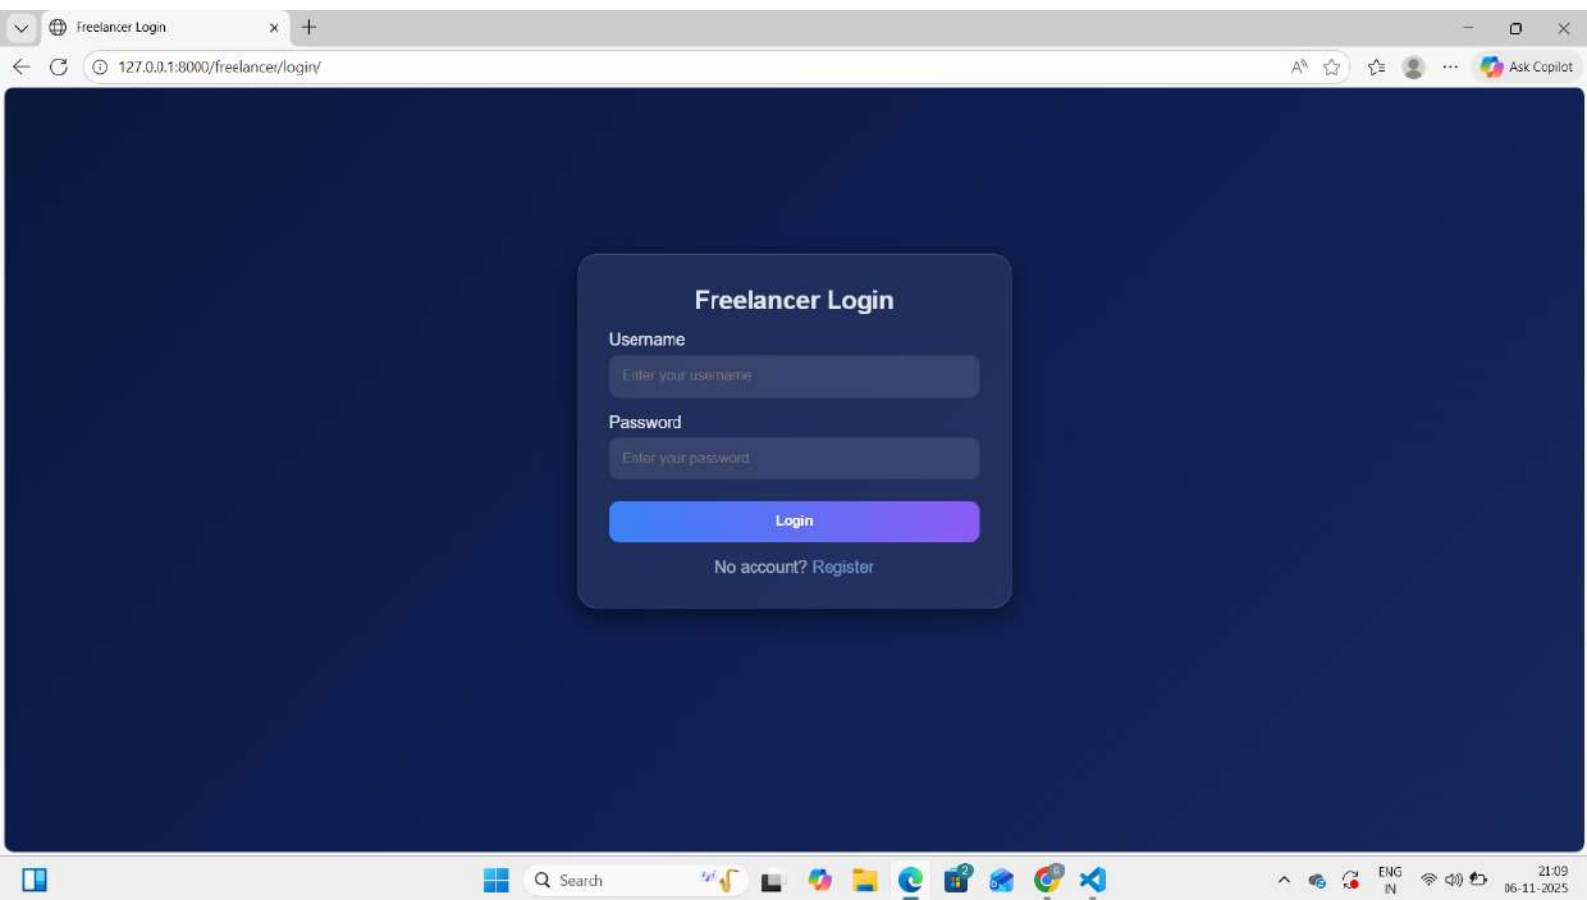 Freelancer Login
127.0.0.1:8000/freelancer/login/
Ask Copilot
Freelancer Login
Username
Enter your username
Password
Enter your password
Login
No account? Register
Search
2
ENG
IN
21:09
06-11-2025